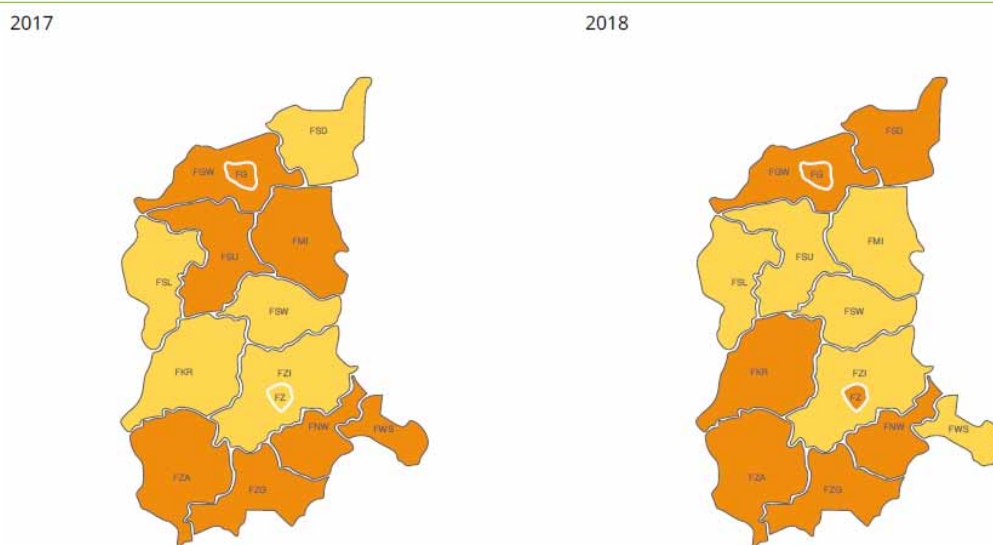 2017 2018
FSD FSD
FGW FG FGW FG
FSU FMI FSU FMI
FSL FSL
FSW FSW
FKR FZI FKR FZI
FZ FZ
FNW FWS FNW FWS
FZA FZG FZA FZG